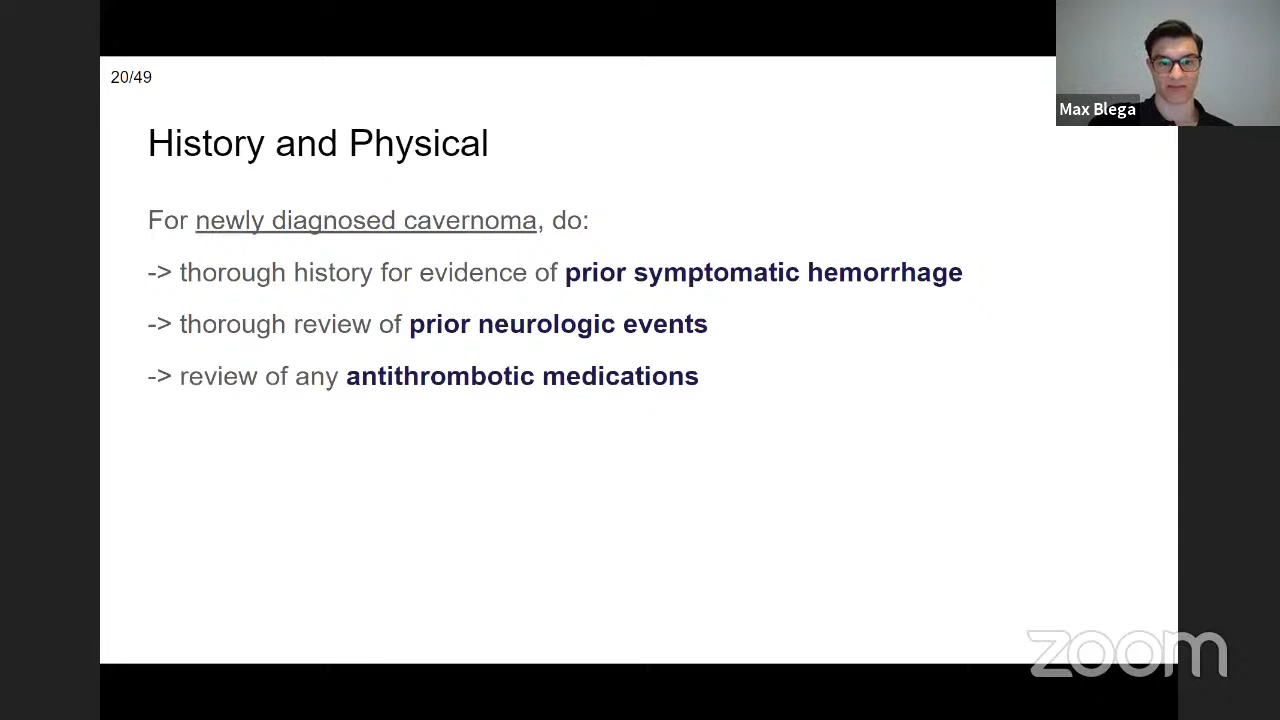 20/49
Max Blega
History and Physical
For newly diagnosed cavernoma, do:
-> thorough history for evidence of prior symptomatic hemorrhage
-> thorough review of prior neurologic events
-> review of any antithrombotic medications
zoom